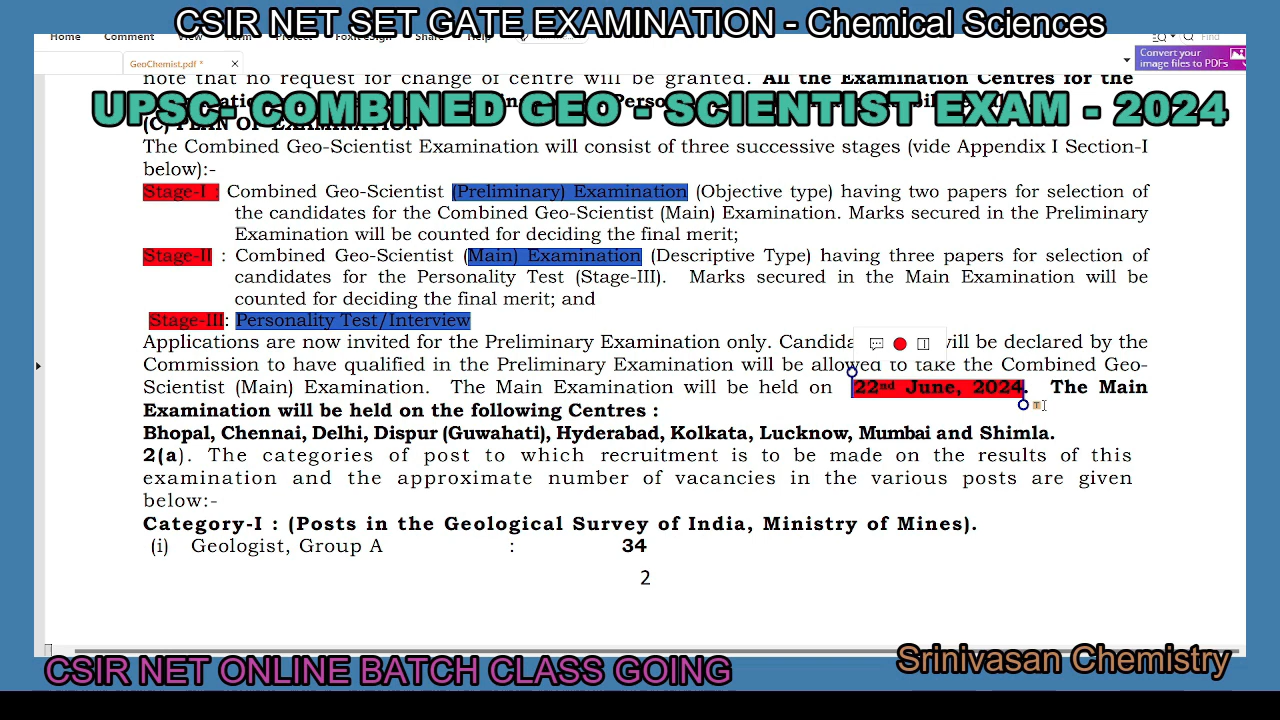 CSIR NET SET GATE EXAMINATION - Chemical Sciences
Home Comment View Form Protect Foxit eSign Share Help
Find
GeoChemist.pdf *
Convert your
image files to PDFs
note that no request for change of centre will be granted. All the Examination Centres for the
UPSC- COMBINED GEO - SCIENTIST EXAM - 2024
(C) PLAN OF EXAMINATION
The Combined Geo-Scientist Examination will consist of three successive stages (vide Appendix I Section-I
below):-
Stage-I : Combined Geo-Scientist (Preliminary) Examination (Objective type) having two papers for selection of
the candidates for the Combined Geo-Scientist (Main) Examination. Marks secured in the Preliminary
Examination will be counted for deciding the final merit;
Stage-II : Combined Geo-Scientist (Main) Examination (Descriptive Type) having three papers for selection of
candidates for the Personality Test (Stage-III). Marks secured in the Main Examination will be
counted for deciding the final merit; and
Stage-III: Personality Test/Interview
Applications are now invited for the Preliminary Examination only. Candida will be declared by the
Commission to have qualified in the Preliminary Examination will be allowed to take the Combined Geo-
Scientist (Main) Examination. The Main Examination will be held on 22nd June, 2024. The Main
Examination will be held on the following Centres :
Bhopal, Chennai, Delhi, Dispur (Guwahati), Hyderabad, Kolkata, Lucknow, Mumbai and Shimla.
2(a). The categories of post to which recruitment is to be made on the results of this
examination and the approximate number of vacancies in the various posts are given
below:-
Category-I : (Posts in the Geological Survey of India, Ministry of Mines).
(i) Geologist, Group A : 34
2
CSIR NET ONLINE BATCH CLASS GOING
Srinivasan Chemistry